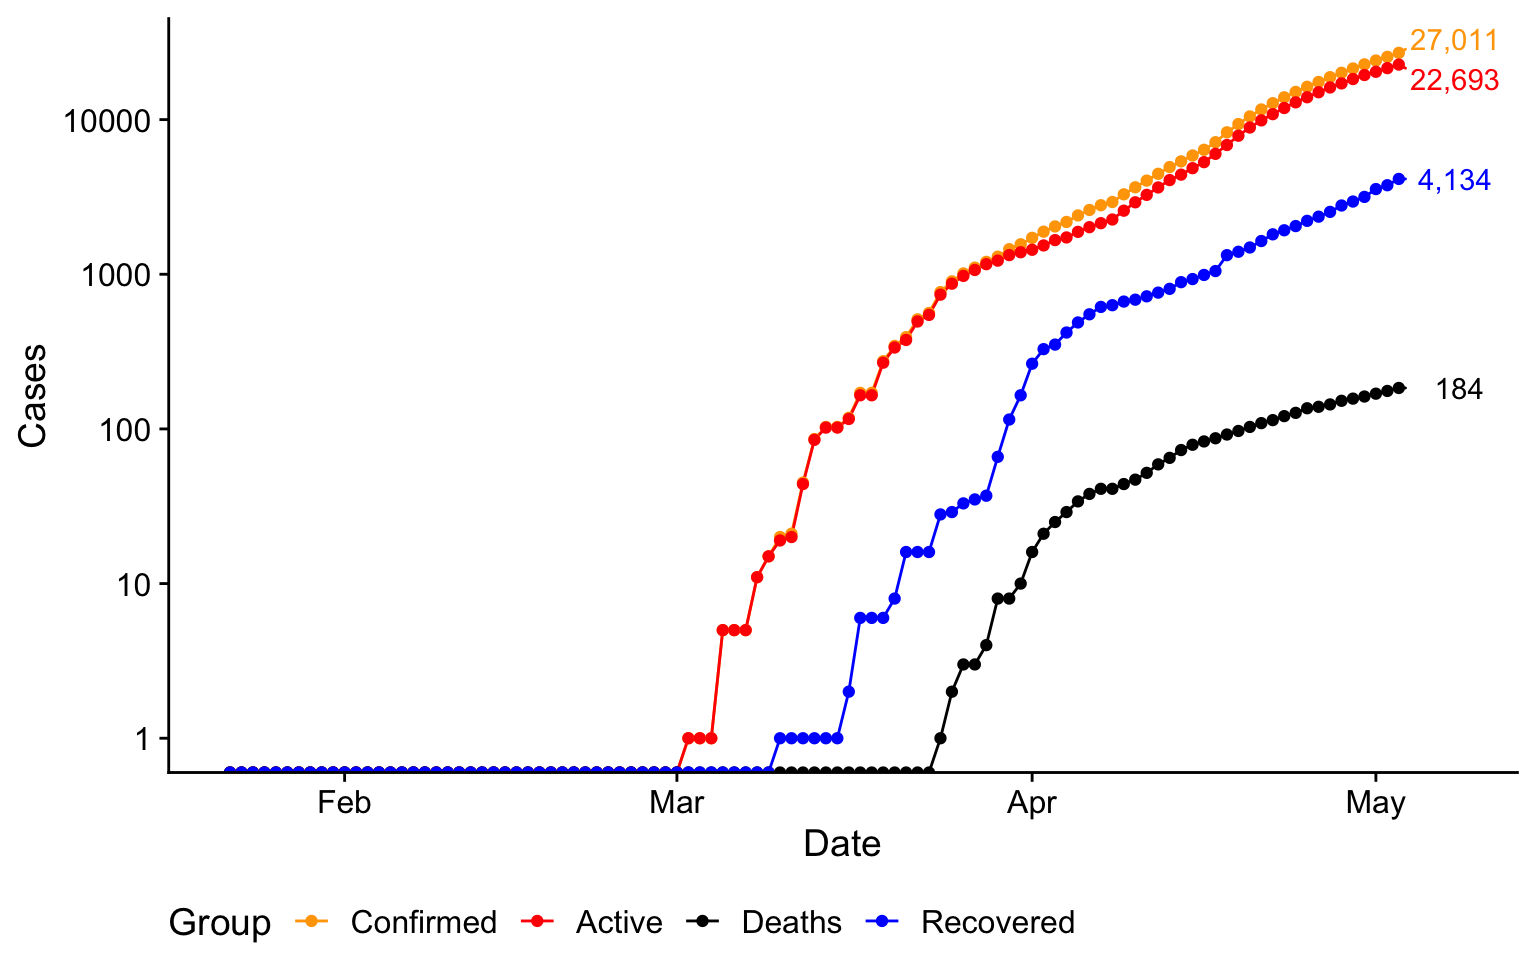 27,011
22,693
10000
4,134
1000
184
100
10
1
Cases
Feb Mar Apr May
Date
Group Confirmed Active Deaths Recovered